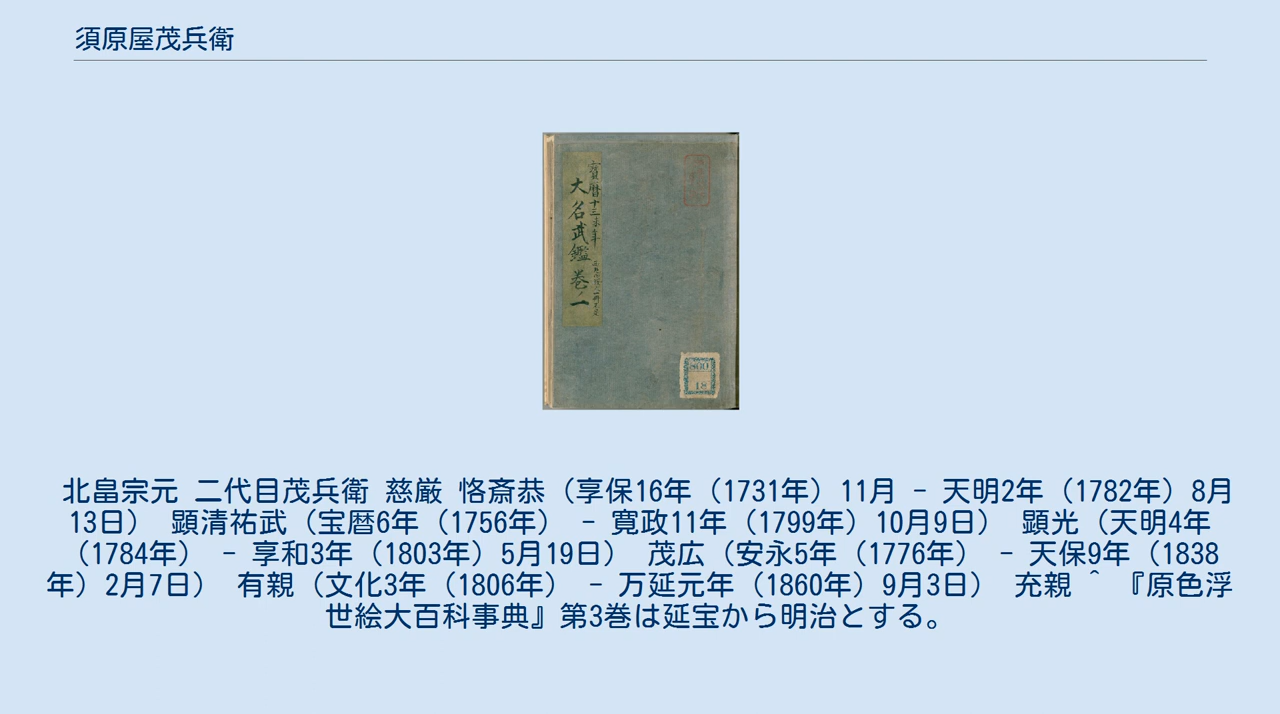 須原屋茂兵衛
寳暦十三未年
大名武鑑 巻ノ一
800
18
北畠宗元 二代目茂兵衛 慈厳 恪斎恭（享保16年（1731年）11月 - 天明2年（1782年）8月
13日） 顕清祐武（宝暦6年（1756年） - 寛政11年（1799年）10月9日） 顕光（天明4年
（1784年） - 享和3年（1803年）5月19日） 茂広（安永5年（1776年） - 天保9年（1838
年）2月7日） 有親（文化3年（1806年） - 万延元年（1860年）9月3日） 充親 ^ 『原色浮
世絵大百科事典』第3巻は延宝から明治とする。